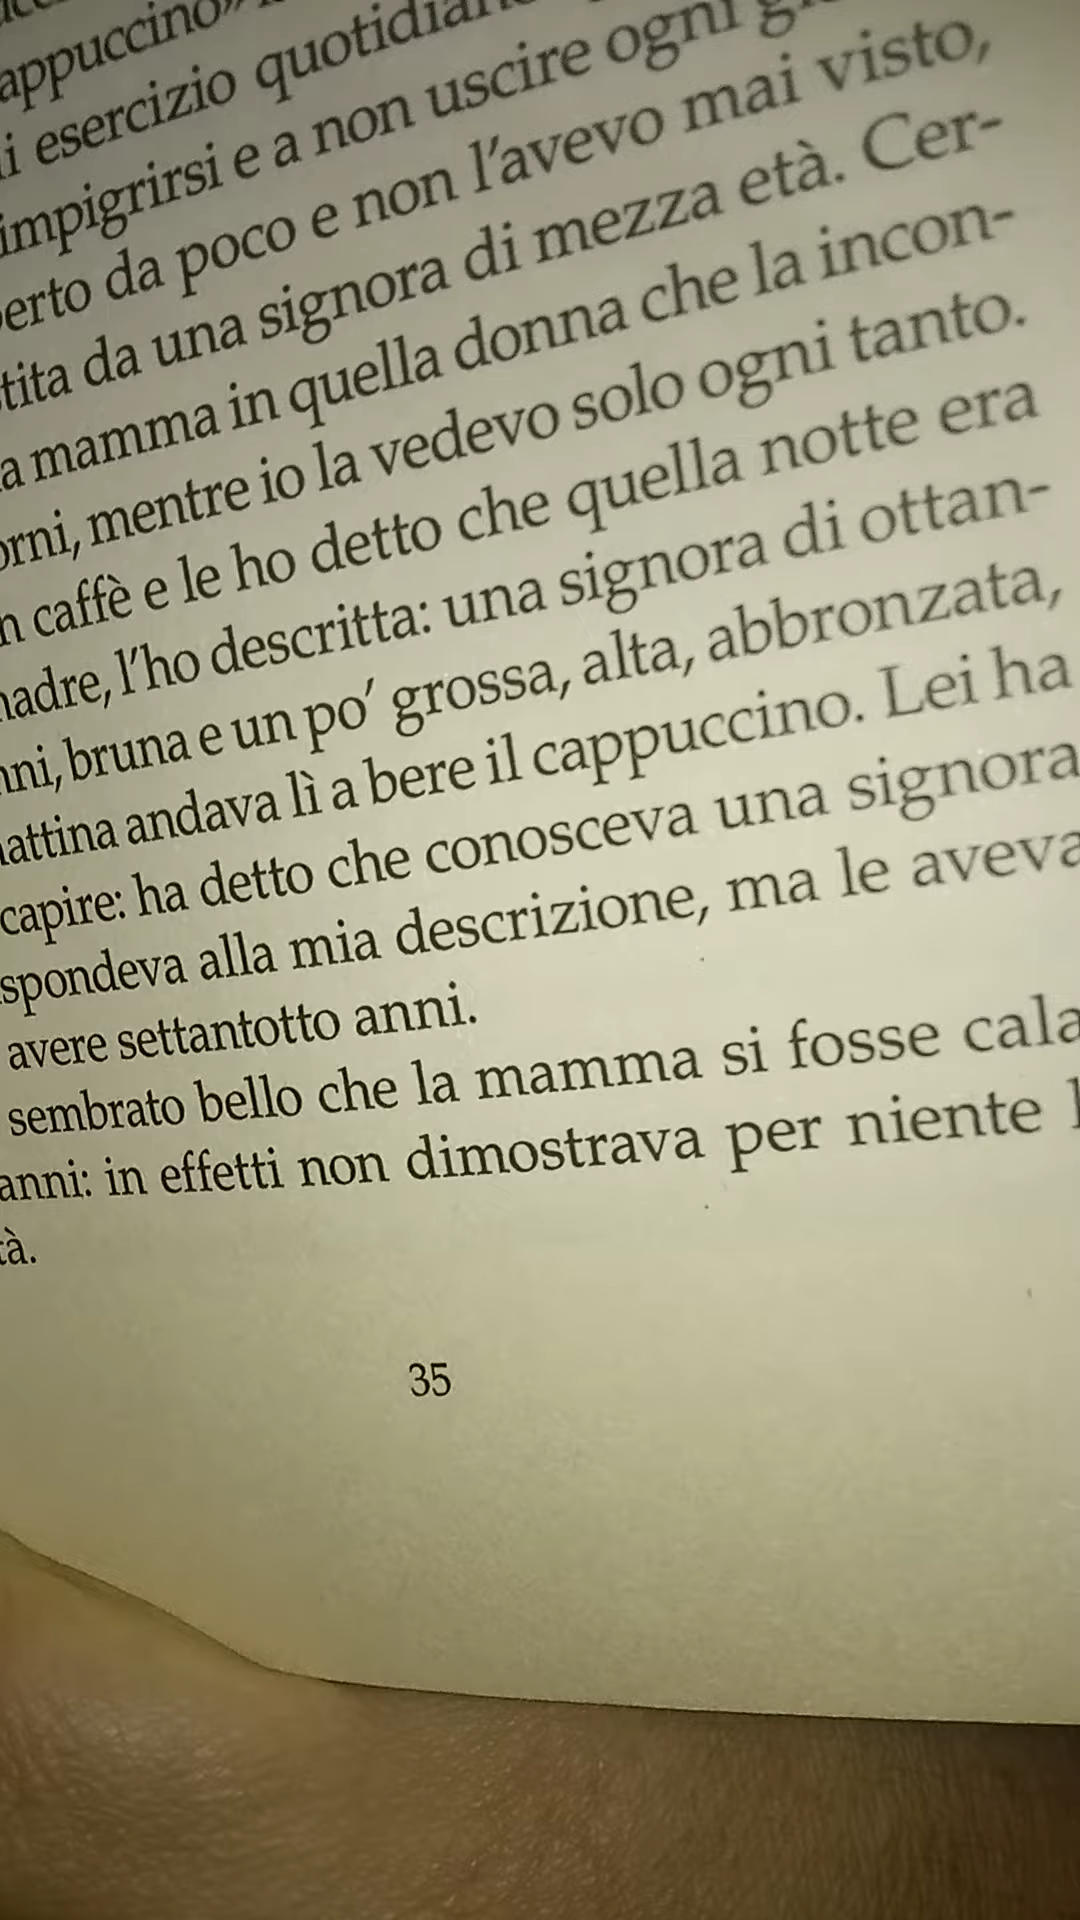 appuccino"
esercizio quotidian
impigrirsi e a non uscire ogni
erto da poco e non l'avevo mai visto,
tita da una signora di mezza età. Cer-
a mamma in quella donna che la incon-
orni, mentre io la vedevo solo ogni tanto.
n caffè e le ho detto che quella notte era
nadre, l'ho descritta: una signora di ottan-
nni, bruna e un po' grossa, alta, abbronzata,
nattina andava lì a bere il cappuccino. Lei ha
capire: ha detto che conosceva una signora
spondeva alla mia descrizione, ma le aveva
avere settantotto anni.
sembrato bello che la mamma si fosse cala
anni: in effetti non dimostrava per niente l
tà.
35